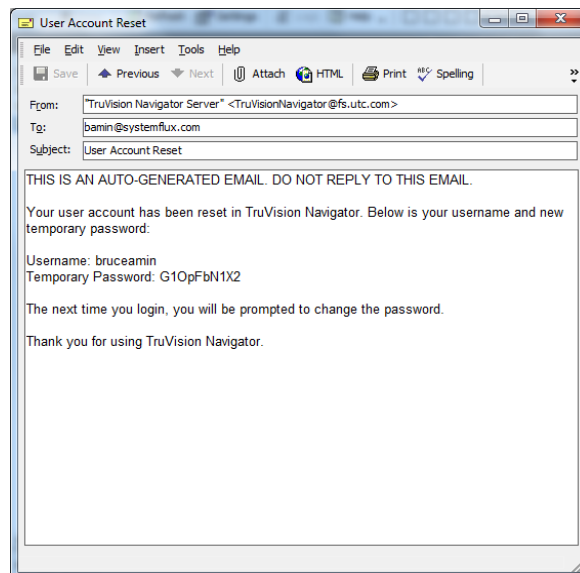 User Account Reset
File Edit View Insert Tools Help
Save Previous Next Attach HTML Print ABC Spelling »
From: "TruVision Navigator Server" <TruVisionNavigator@fs.utc.com>
To: bamin@systemflux.com
Subject: User Account Reset
THIS IS AN AUTO-GENERATED EMAIL. DO NOT REPLY TO THIS EMAIL.
Your user account has been reset in TruVision Navigator. Below is your username and new
temporary password:
Username: bruceamin
Temporary Password: G1OpFbN1X2
The next time you login, you will be prompted to change the password.
Thank you for using TruVision Navigator.